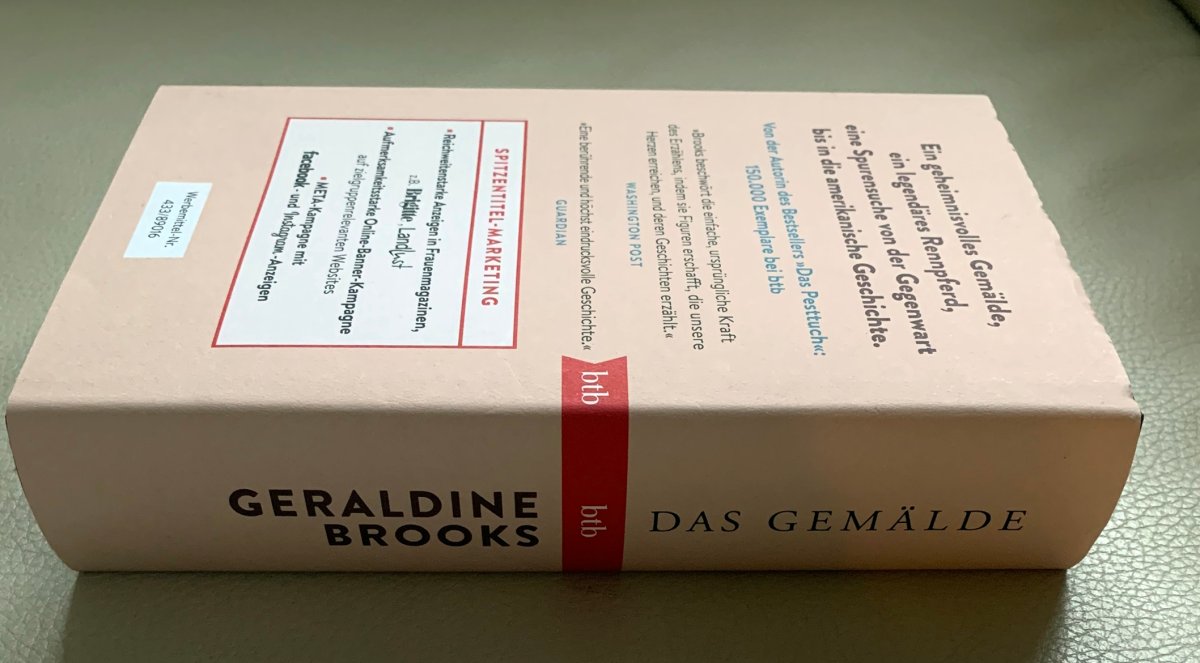 Ein geheimnisvolles Gemälde,
ein legendäres Rennpferd,
eine Spurensuche von der Gegenwart
bis in die amerikanische Geschichte.
Von der Autorin des Bestsellers »Das Pesttuch«:
150.000 Exemplare bei btb
»Brooks beschwört die einfache, ursprüngliche Kraft
des Erzählens, indem sie Figuren erschafft, die unsere
Herzen erreichen, und deren Geschichten erzählt.«
WASHINGTON POST
»Eine berührende und höchst eindrucksvolle Geschichte.«
GUARDIAN
SPITZENTITEL-MARKETING
* Reichweitenstarke Anzeigen in Frauenmagazinen,
z.B. Brigitte, Landlust
* Aufmerksamkeitsstarke Online-Banner-Kampagne
auf zielgruppenrelevanten Websites
* META-Kampagne mit
facebook- und Instagram-Anzeigen
Werbemittel-Nr.
433/89016
btb
GERALDINE
BROOKS
btb
DAS GEMÄLDE